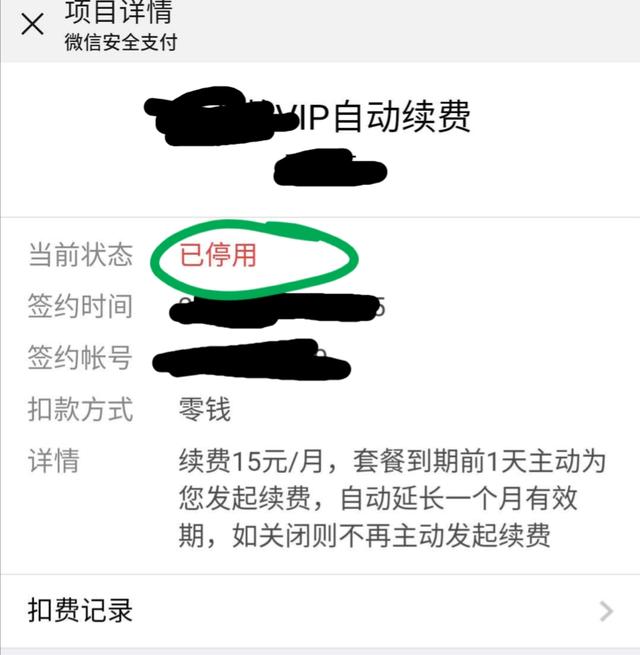 项目详情
微信安全支付
VIP自动续费
当前状态 已停用
签约时间
签约帐号
扣款方式 零钱
详情 续费15元/月，套餐到期前1天主动为
您发起续费，自动延长一个月有效
期，如关闭则不再主动发起续费
扣费记录